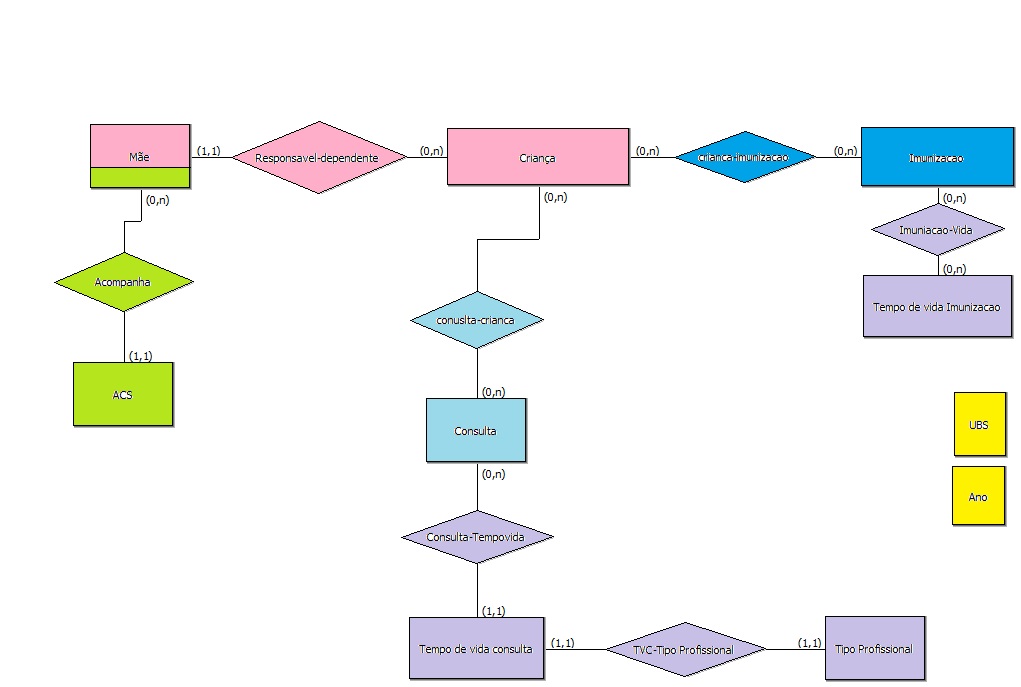 Mãe
(1,1)
Responsavel-dependente
(0,n)
Criança
(0,n)
crianca-imunizacao
(0,n)
Imunizacao
(0,n)
(0,n)
(0,n)
Imuniacao-Vida
(0,n)
Tempo de vida Imunizacao
Acompanha
conuslta-crianca
(1,1)
ACS
(0,n)
Consulta
UBS
(0,n)
Ano
Consulta-Tempovida
(1,1)
Tempo de vida consulta
(1,1)
TVC-Tipo Profissional
(1,1)
Tipo Profissional